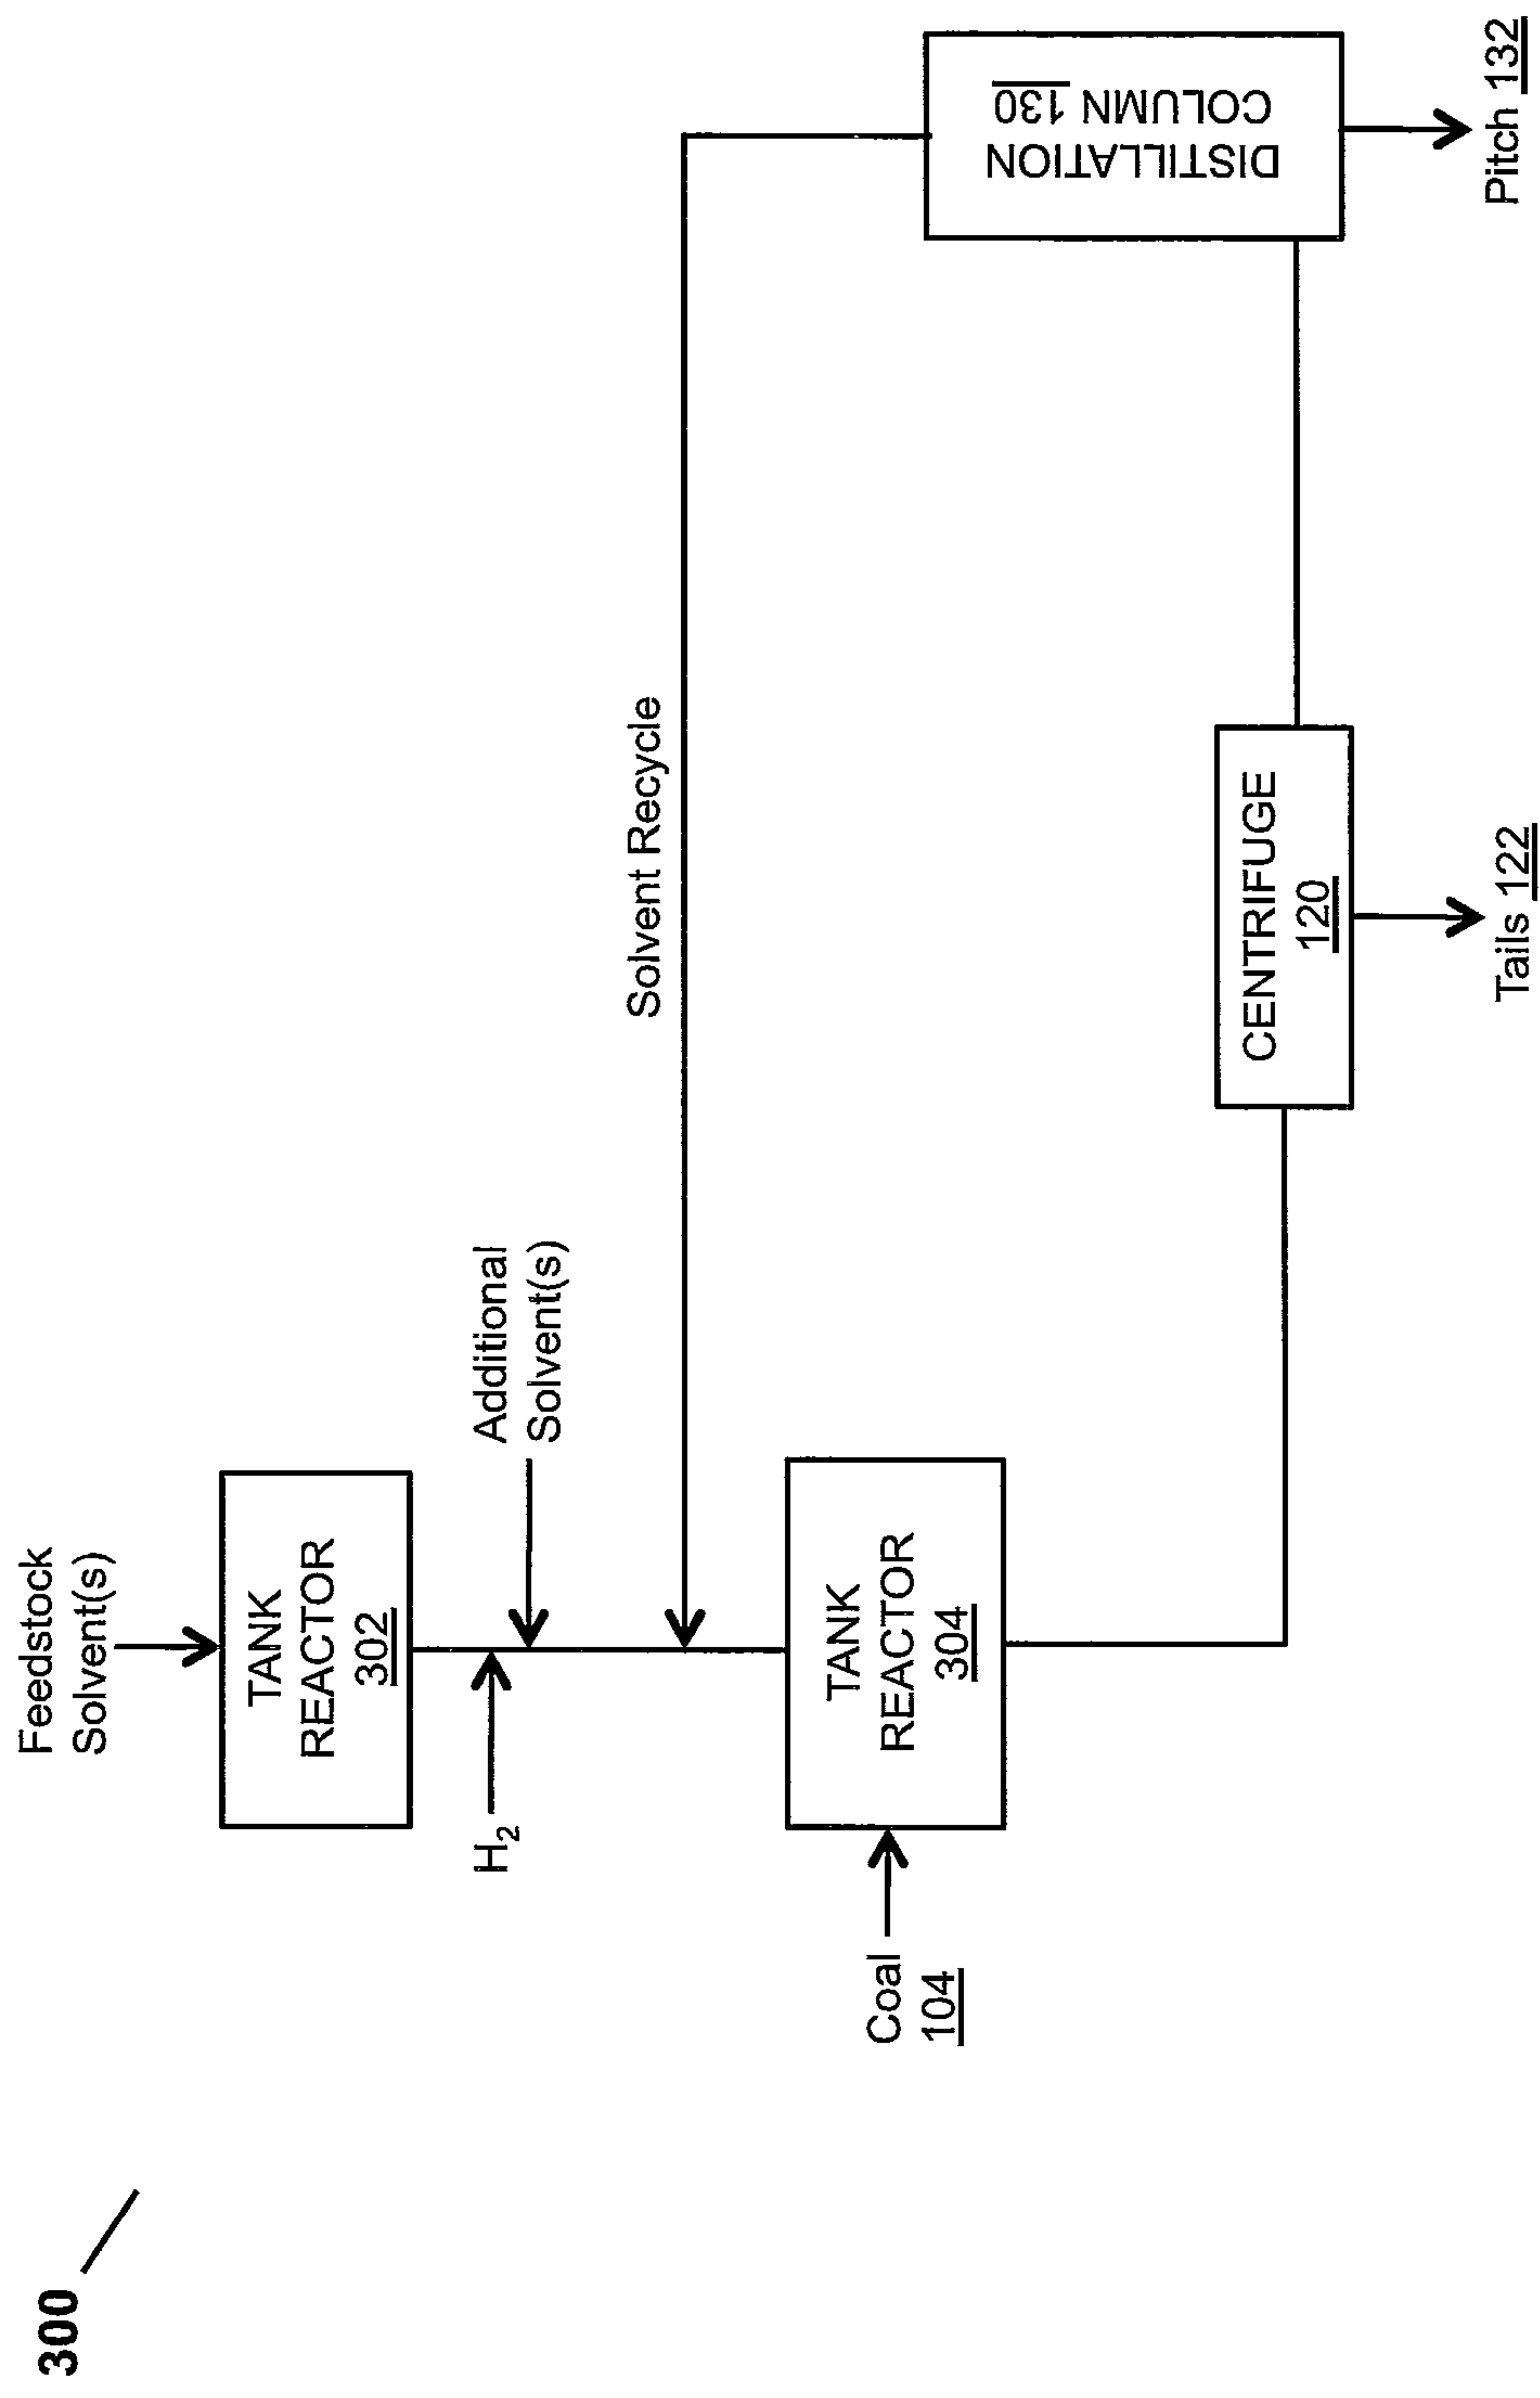 300
Feedstock
Solvent(s)
TANK
REACTOR
302
H₂
Additional
Solvent(s)
Solvent Recycle
Coal
104
TANK
REACTOR
304
CENTRIFUGE
120
Tails 122
DISTILLATION
COLUMN 130
Pitch 132